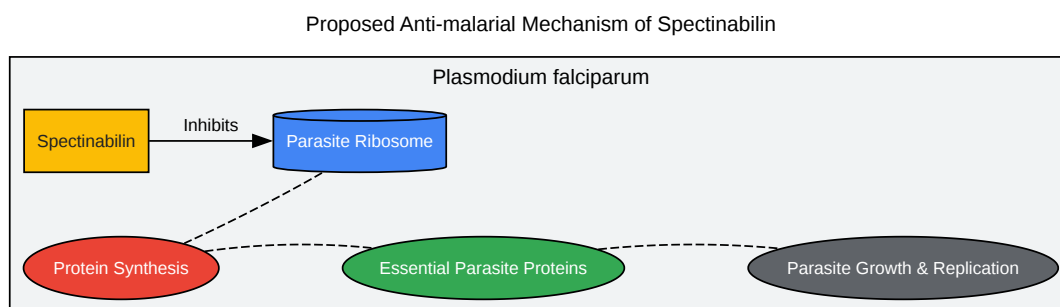 Proposed Anti-malarial Mechanism of Spectinabilin
Plasmodium falciparum
Spectinabilin
Inhibits
Parasite Ribosome
Protein Synthesis
Essential Parasite Proteins
Parasite Growth & Replication